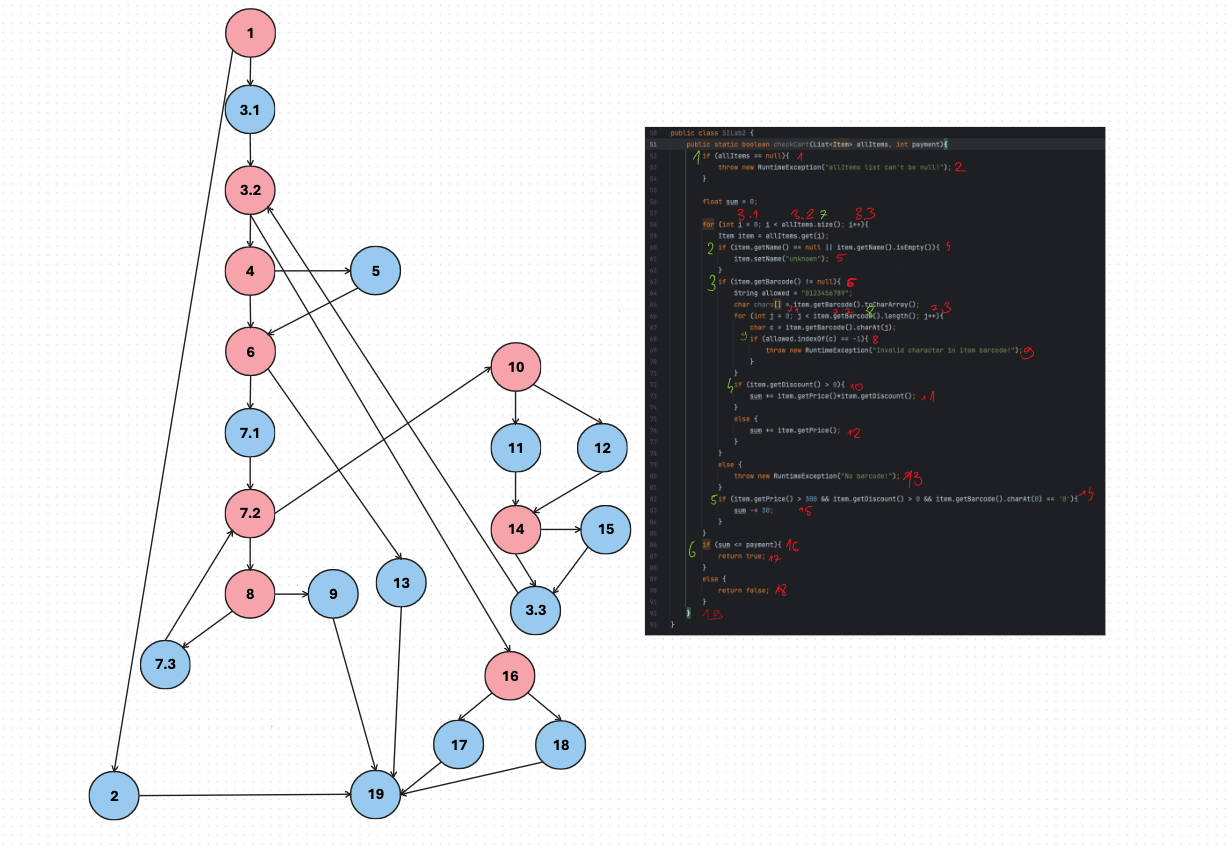 1
3.1
3.2
4
5
6
10
7.1
11
12
7.2
14
15
8
9
13
3.3
7.3
16
17
18
2
19
50 public class SILab2 {
51 public static boolean checkCart(List<Item> allItems, int payment){
52 if (allItems == null){ 1
1
53 throw new RuntimeException("allItems list can't be null!"); 2
54 }
55
56 float sum = 0;
57
3.1 3.2 7 3.3
58 for (int i = 0; i < allItems.size(); i++){
59 Item item = allItems.get(i);
60 if (item.getName() == null || item.getName().isEmpty()){ 4
2
61 item.setName("unknown"); 5
62 }
63 if (item.getBarcode() != null){ 6
3
64 String allowed = "0123456789";
65 char chars[] = item.getBarcode().toCharArray();
7.1 7.2 8 7.3
66 for (int j = 0; j < item.getBarcode().length(); j++){
67 char c = item.getBarcode().charAt(j);
68 if (allowed.indexOf(c) == -1){ 8
9
69 throw new RuntimeException("Invalid character in item barcode!"); 9
70 }
71 }
72 if (item.getDiscount() > 0){ 10
4
73 sum += item.getPrice()*item.getDiscount(); 11
74 }
75 else {
76 sum += item.getPrice(); 12
77 }
78 }
79 else {
80 throw new RuntimeException("No barcode!"); 13
81 }
82 if (item.getPrice() > 300 && item.getDiscount() > 0 && item.getBarcode().charAt(0) == '0'){ 14
5
83 sum -= 30; 15
84 }
85 }
86 if (sum <= payment){ 16
6
87 return true; 17
88 }
89 else {
90 return false; 18
91 }
92 } 19
93 }